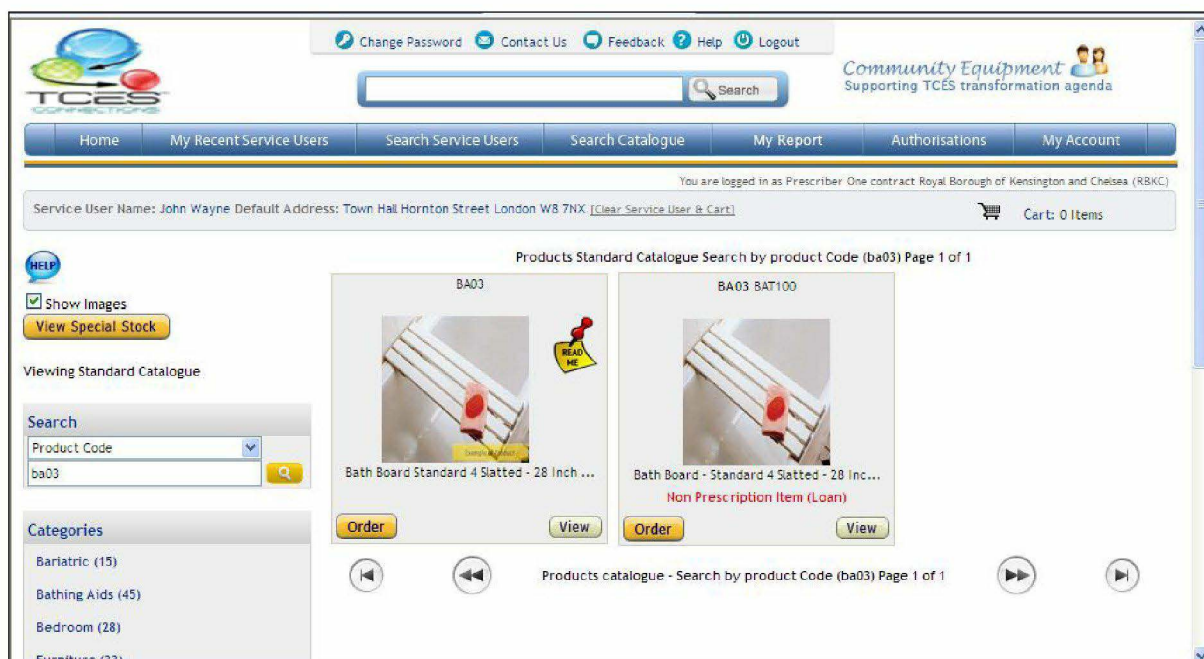 Change Password Contact Us Feedback Help Logout
Search
Community Equipment
Supporting TCES transformation agenda
TCES
CONNECTIONS
Home My Recent Service Users Search Service Users Search Catalogue My Report Authorisations My Account
You are logged in as Prescriber One contract Royal Borough of Kensington and Chelsea (RBKC)
Service User Name: John Wayne Default Address: Town Hall Hornton Street London W8 7NX [Clear Service User & Cart] Cart: 0 Items
HELP
Show Images
View Special Stock
Viewing Standard Catalogue
Search
Product Code
ba03
Categories
Bariatric (15)
Bathing Aids (45)
Bedroom (28)
Furniture (23)
Products Standard Catalogue Search by product Code (ba03) Page 1 of 1
BA03
READ
ME
Example of Product
Bath Board Standard 4 Slatted - 28 Inch ...
Order View
BA03 BAT100
Bath Board - Standard 4 Slatted - 28 Inc...
Non Prescription Item (Loan)
Order View
Products catalogue - Search by product Code (ba03) Page 1 of 1